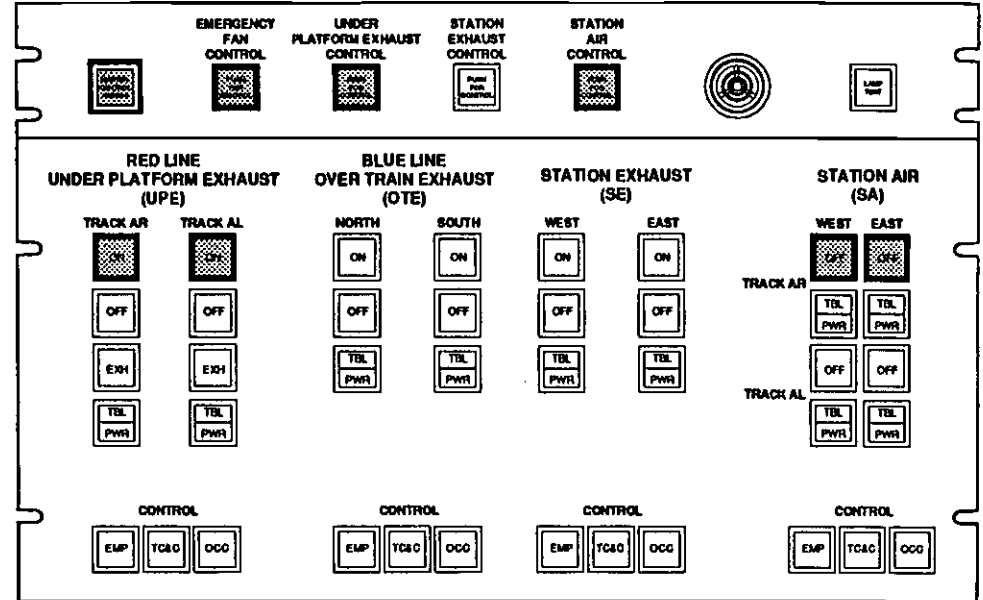 EMERGENCY
FAN
CONTROL
UNDER
PLATFORM EXHAUST
CONTROL
STATION
EXHAUST
CONTROL
STATION
AIR
CONTROL
PUSH
FOR
CONTROL
LAMP
TEST
RED LINE
UNDER PLATFORM EXHAUST
(UPE)
TRACK AR TRACK AL
ON ON
OFF OFF
EXH EXH
TBL TBL
PWR PWR
CONTROL
EMP TC&C OCC
BLUE LINE
OVER TRAIN EXHAUST
(OTE)
NORTH SOUTH
ON ON
OFF OFF
TBL TBL
PWR PWR
CONTROL
EMP TC&C OCC
STATION EXHAUST
(SE)
WEST EAST
ON ON
OFF OFF
TBL TBL
PWR PWR
CONTROL
EMP TC&C OCC
STATION AIR
(SA)
WEST EAST
OFF OFF
TRACK AR
TBL TBL
PWR PWR
OFF OFF
TRACK AL
TBL TBL
PWR PWR
CONTROL
EMP TC&C OCC